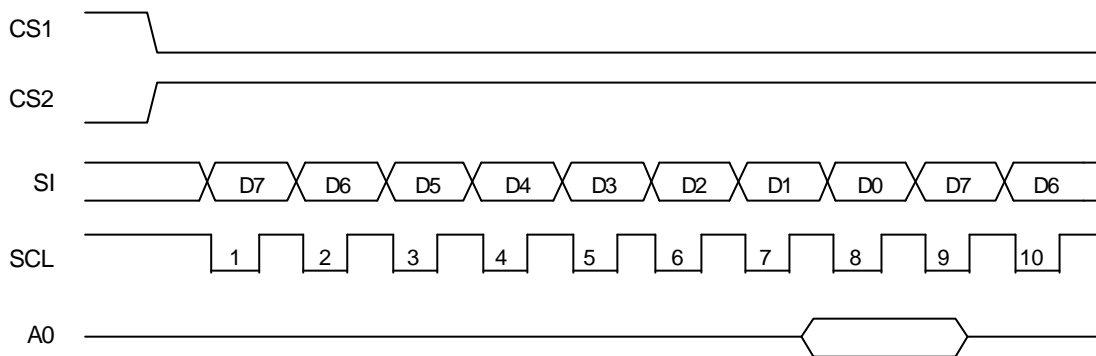 CS1
CS2
SI D7 D6 D5 D4 D3 D2 D1 D0 D7 D6
SCL 1 2 3 4 5 6 7 8 9 10
A0